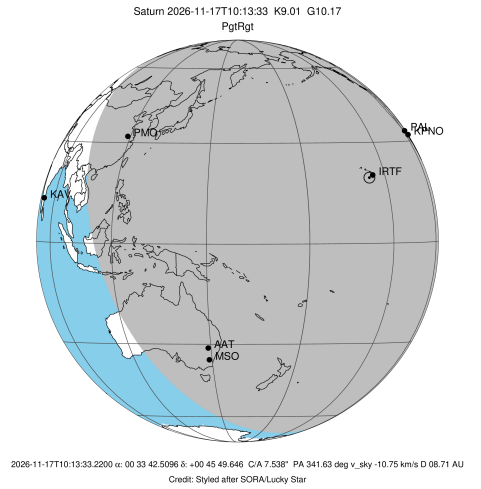 Saturn 2026-11-17T10:13:33 K9.01 G10.17
PgtRgt
PAL
KPNO
PMO
IRTF
KAV
AAT
MSO
2026-11-17T10:13:33.2200 α: 00 33 42.5096 δ: +00 45 49.646 C/A 7.538" PA 341.63 deg v_sky -10.75 km/s D 08.71 AU
Credit: Styled after SORA/Lucky Star